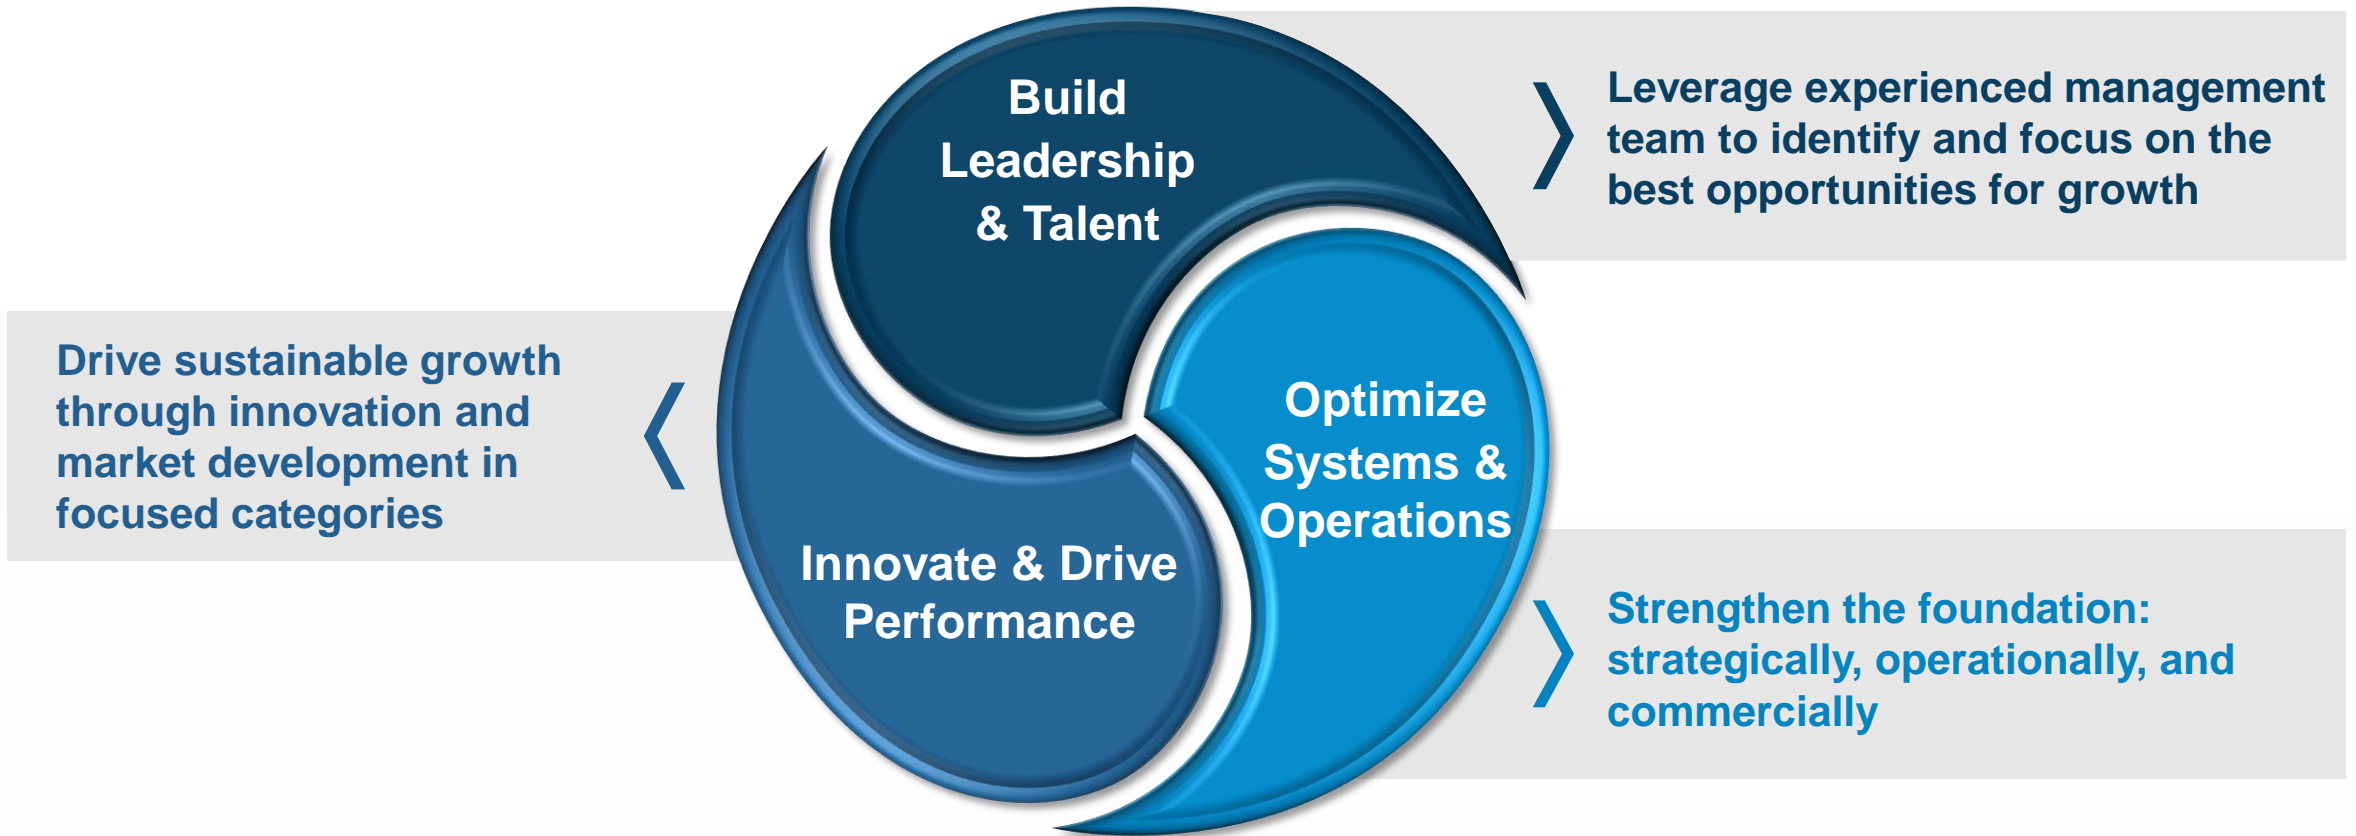 Build
Leadership
& Talent
Leverage experienced management
team to identify and focus on the
best opportunities for growth
Drive sustainable growth
through innovation and
market development in
focused categories
Optimize
Systems &
Operations
Innovate & Drive
Performance
Strengthen the foundation:
strategically, operationally, and
commercially